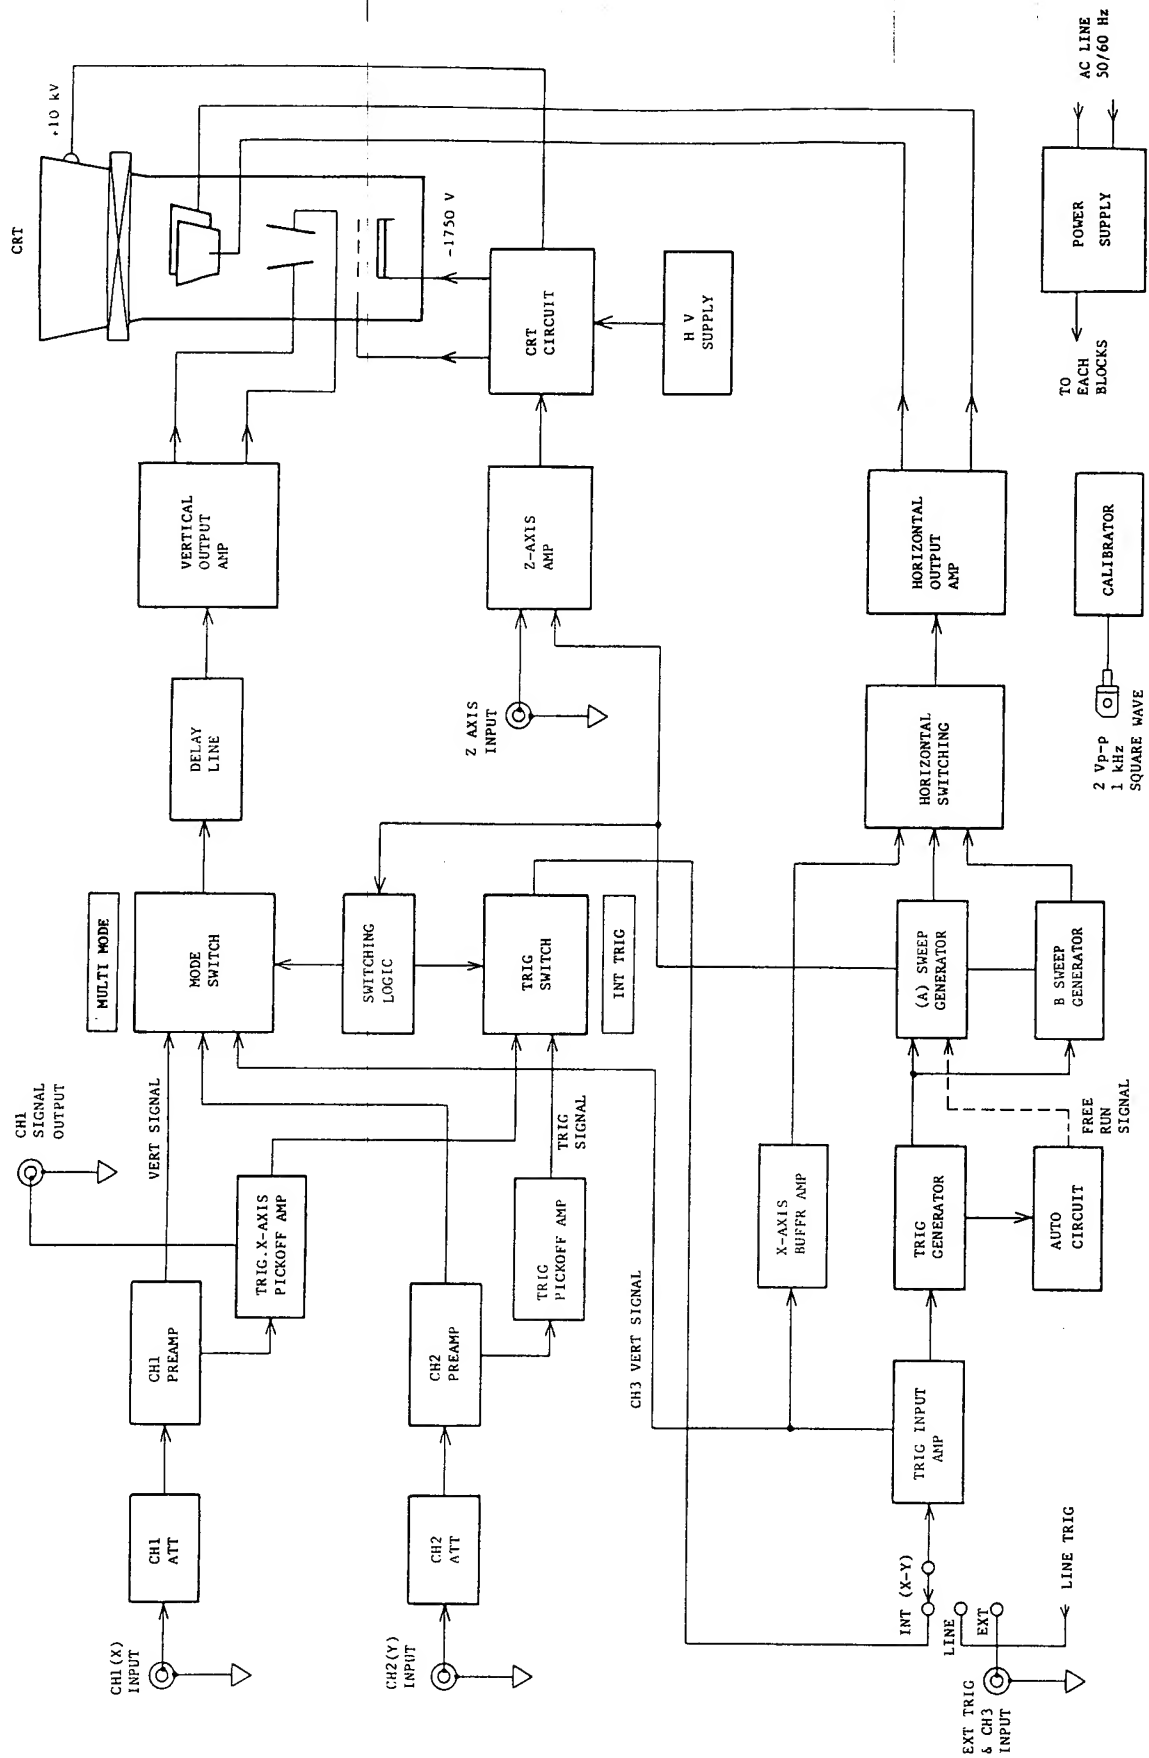 CH1(X)
INPUT
CH1
ATT
CH1
PREAMP
CH1
SIGNAL
OUTPUT
VERT SIGNAL
TRIG.X-AXIS
PICKOFF AMP
MULTI MODE
MODE
SWITCH
DELAY
LINE
VERTICAL
OUTPUT
AMP
CRT
+10 kV
CH2(Y)
INPUT
CH2
ATT
CH2
PREAMP
TRIG
PICKOFF AMP
TRIG
SIGNAL
SWITCHING
LOGIC
TRIG
SWITCH
INT TRIG
Z AXIS
INPUT
Z-AXIS
AMP
CRT
CIRCUIT
-1750 V
H V
SUPPLY
CH3 VERT SIGNAL
X-AXIS
BUFFR AMP
INT (X-Y)
LINE
EXT
LINE TRIG
EXT TRIG
& CH3
INPUT
TRIG INPUT
AMP
TRIG
GENERATOR
AUTO
CIRCUIT
FREE
RUN
SIGNAL
(A) SWEEP
GENERATOR
B SWEEP
GENERATOR
HORIZONTAL
SWITCHING
HORIZONTAL
OUTPUT
AMP
2 Vp-p
1 kHz
SQUARE WAVE
CALIBRATOR
TO
EACH
BLOCKS
POWER
SUPPLY
AC LINE
50/60 Hz